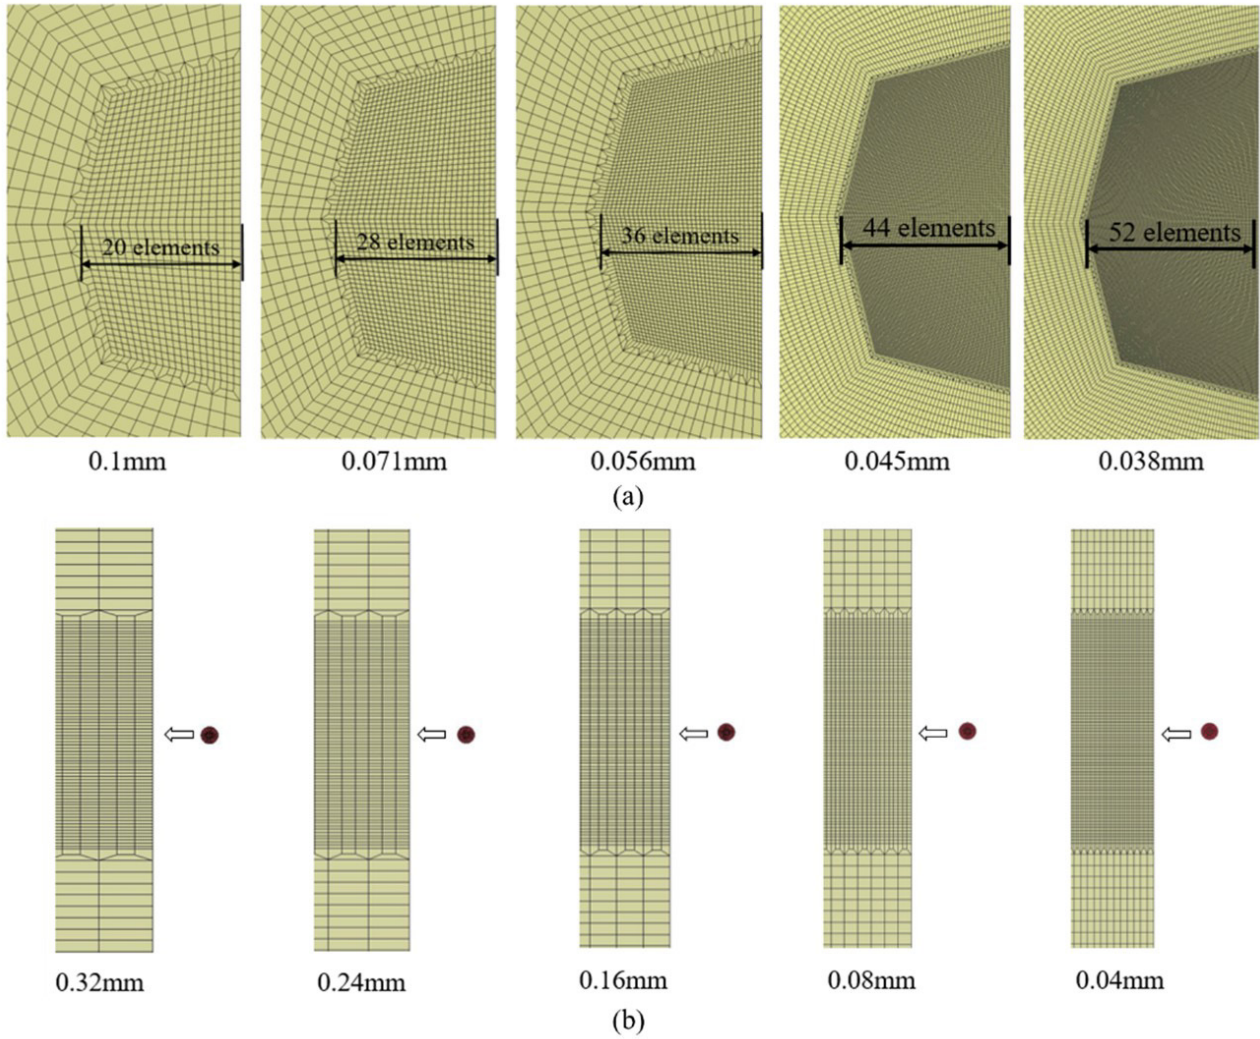 20 elements
28 elements
36 elements
44 elements
52 elements
0.1mm
0.071mm
0.056mm
0.045mm
0.038mm
(a)
0.32mm
0.24mm
0.16mm
0.08mm
0.04mm
(b)